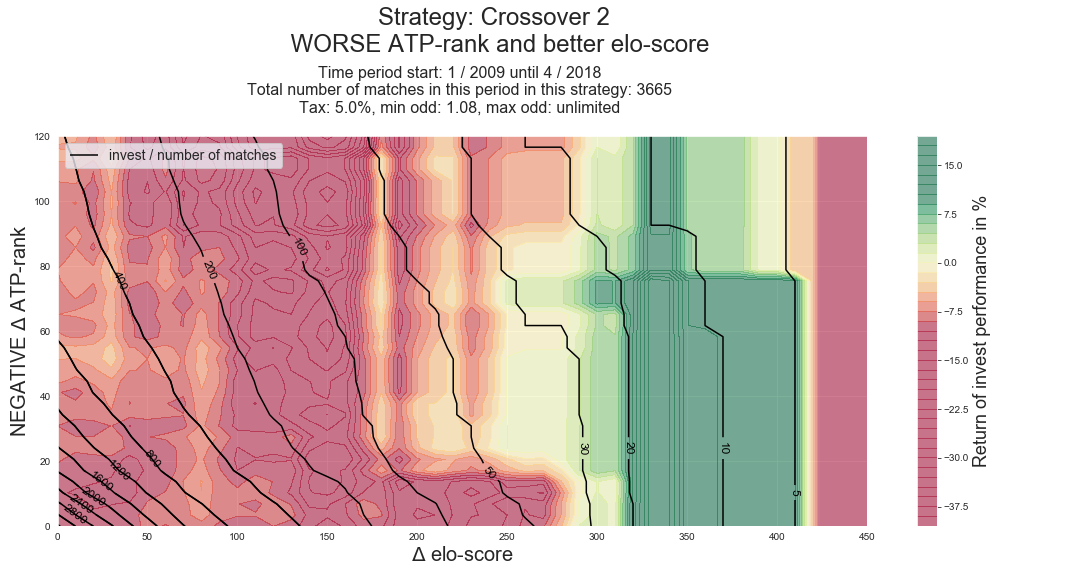 Strategy: Crossover 2
WORSE ATP-rank and better elo-score
Time period start: 1 / 2009 until 4 / 2018
Total number of matches in this period in this strategy: 3665
Tax: 5.0%, min odd: 1.08, max odd: unlimited
invest / number of matches
NEGATIVE Δ ATP-rank
120
100
80
60
40
20
0
0 50 100 150 200 250 300 350 400 450
Δ elo-score
400
200
100
800
1200
1600
2000
2400
2800
50
30
20
10
5
15.0
7.5
0.0
−7.5
−15.0
−22.5
−30.0
−37.5
Return of invest performance in %